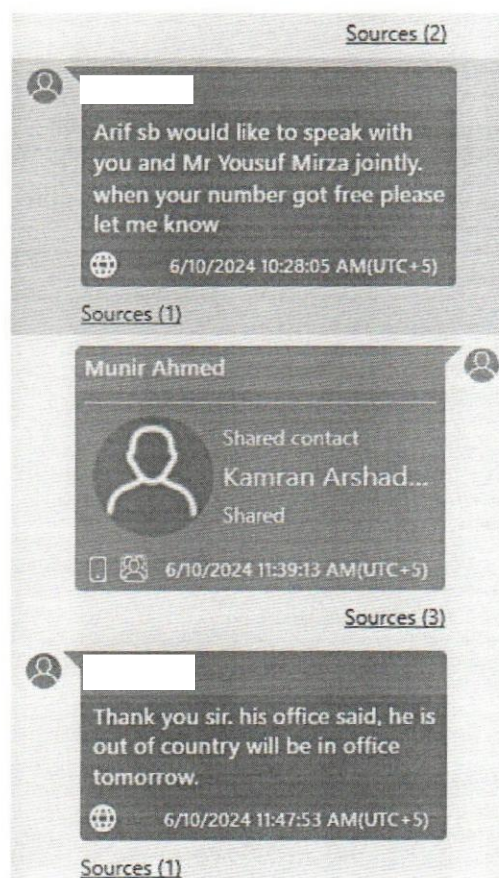 Sources (2)
Arif sb would like to speak with
you and Mr Yousuf Mirza jointly.
when your number got free please
let me know
6/10/2024 10:28:05 AM(UTC+5)
Sources (1)
Munir Ahmed
Shared contact
Kamran Arshad...
Shared
6/10/2024 11:39:13 AM(UTC+5)
Sources (3)
Thank you sir. his office said, he is
out of country will be in office
tomorrow.
6/10/2024 11:47:53 AM(UTC+5)
Sources (1)